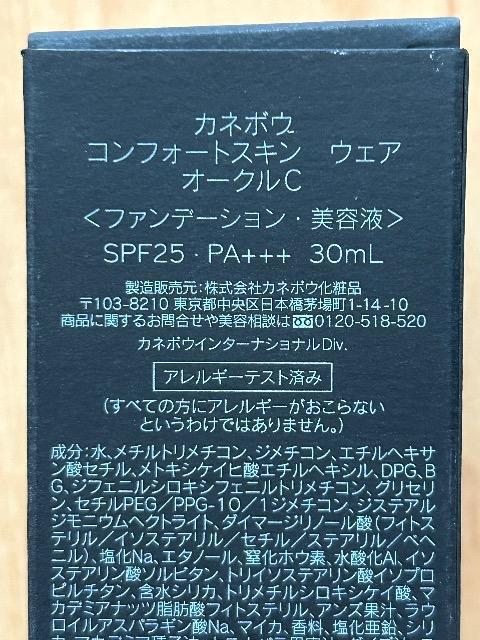 カネボウ
コンフォートスキン ウェア
オークルC
<ファンデーション・美容液>
SPF25・PA+++ 30mL
製造販売元:株式会社カネボウ化粧品
〒103-8210 東京都中央区日本橋茅場町1-14-10
商品に関するお問合せや美容相談は 0120-518-520
カネボウインターナショナルDiv.
アレルギーテスト済み
(すべての方にアレルギーがおこらない
というわけではありません。)
成分:水、メチルトリメチコン、ジメチコン、エチルヘキサ
ン酸セチル、メトキシケイヒ酸エチルヘキシル、DPG、B
G、ジフェニルシロキシフェニルトリメチコン、グリセリ
ン、セチルPEG/PPG-10/1ジメチコン、ジステアル
ジモニウムヘクトライト、ダイマージリノール酸(フィトス
テリル/イソステアリル/セチル/ステアリル/ベヘ
ニル)、塩化Na、エタノール、窒化ホウ素、水酸化Al、イソ
ステアリン酸ソルビタン、トリイソステアリン酸イソプロ
ピルチタン、含水シリカ、トリメチルシロキシケイ酸、マ
カデミアナッツ脂肪酸フィトステリル、アンズ果汁、ラウ
ロイルアスパラギン酸Na、マイカ、香料、塩化亜鉛、シリ